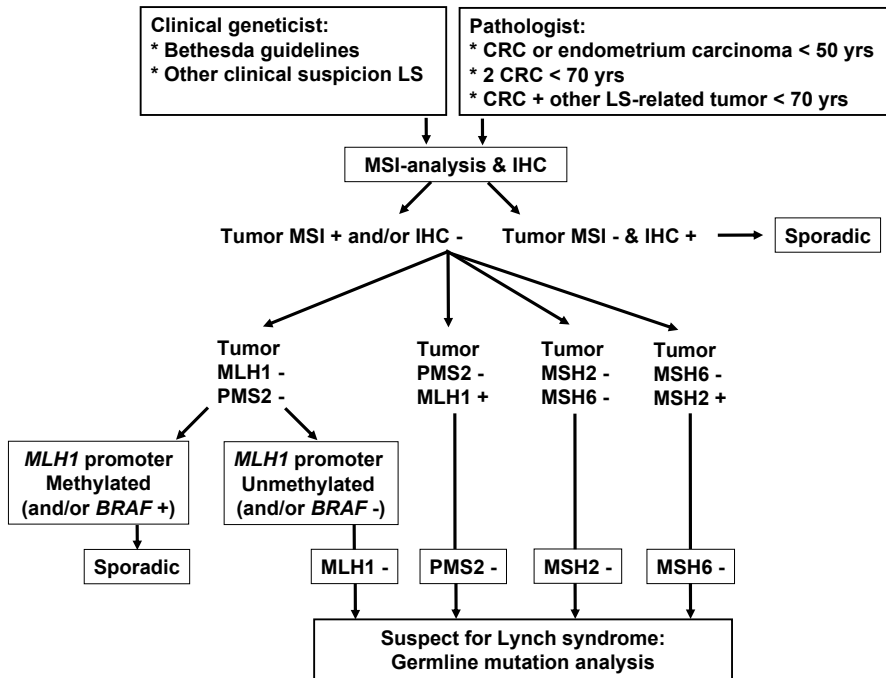 Clinical geneticist:
* Bethesda guidelines
* Other clinical suspicion LS
Pathologist:
* CRC or endometrium carcinoma < 50 yrs
* 2 CRC < 70 yrs
* CRC + other LS-related tumor < 70 yrs
MSI-analysis & IHC
Tumor MSI + and/or IHC -
Tumor MSI - & IHC +
Sporadic
Tumor
MLH1 -
PMS2 -
Tumor
PMS2 -
MLH1 +
Tumor
MSH2 -
MSH6 -
Tumor
MSH6 -
MSH2 +
MLH1 promoter
Methylated
(and/or BRAF +)
MLH1 promoter
Unmethylated
(and/or BRAF -)
Sporadic
MLH1 -
PMS2 -
MSH2 -
MSH6 -
Suspect for Lynch syndrome:
Germline mutation analysis